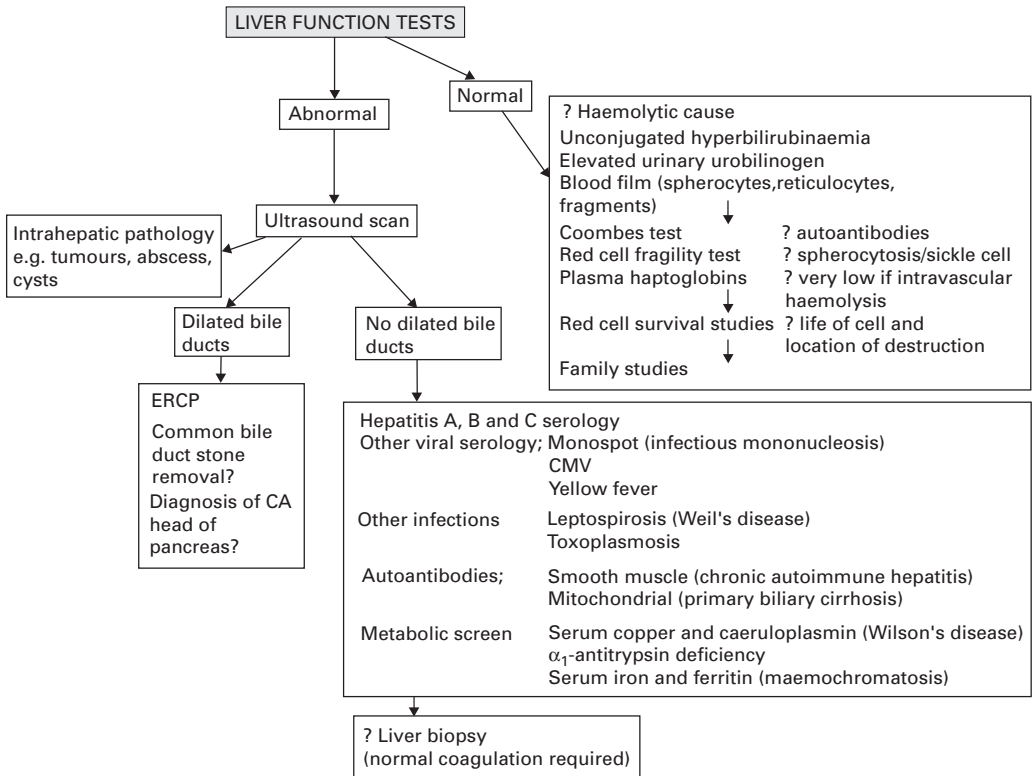 LIVER FUNCTION TESTS
Abnormal
Normal
? Haemolytic cause
Unconjugated hyperbilirubinaemia
Elevated urinary urobilinogen
Blood film (spherocytes,reticulocytes,
fragments)
Coombes test ? autoantibodies
Red cell fragility test ? spherocytosis/sickle cell
Plasma haptoglobins ? very low if intravascular
haemolysis
Red cell survival studies ? life of cell and
location of destruction
Family studies
Ultrasound scan
Intrahepatic pathology
e.g. tumours, abscess,
cysts
Dilated bile
ducts
No dilated bile
ducts
ERCP
Common bile
duct stone
removal?
Diagnosis of CA
head of
pancreas?
Hepatitis A, B and C serology
Other viral serology; Monospot (infectious mononucleosis)
CMV
Yellow fever
Other infections Leptospirosis (Weil's disease)
Toxoplasmosis
Autoantibodies; Smooth muscle (chronic autoimmune hepatitis)
Mitochondrial (primary biliary cirrhosis)
Metabolic screen Serum copper and caeruloplasmin (Wilson's disease)
α1-antitrypsin deficiency
Serum iron and ferritin (maemochromatosis)
? Liver biopsy
(normal coagulation required)